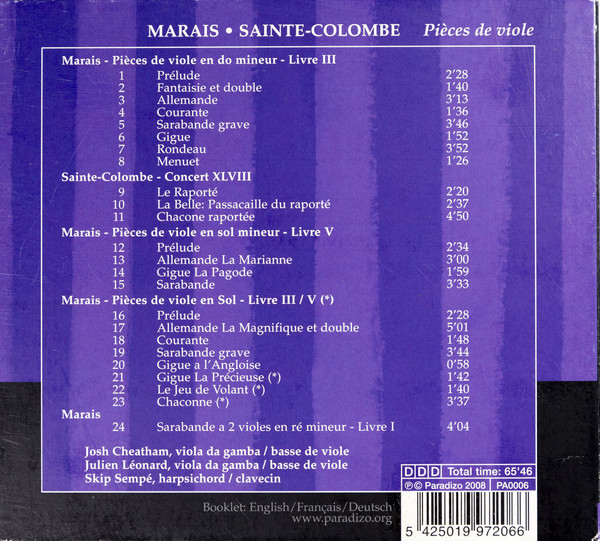 MARAIS • SAINTE-COLOMBE Pièces de viole
Marais - Pièces de viole en do mineur - Livre III
1 Prélude 2’28
2 Fantaisie et double 1’40
3 Allemande 3’13
4 Courante 1’36
5 Sarabande grave 3’46
6 Gigue 1’52
7 Rondeau 3’52
8 Menuet 1’26
Sainte-Colombe - Concert XLVIII
9 Le Raporté 2’20
10 La Belle: Passacaille du raporté 2’37
11 Chacone raportée 4’50
Marais - Pièces de viole en sol mineur - Livre V
12 Prélude 2’34
13 Allemande La Marianne 3’00
14 Gigue La Pagode 1’59
15 Sarabande 3’33
Marais - Pièces de viole en Sol - Livre III / V (*)
16 Prélude 2’28
17 Allemande La Magnifique et double 5’01
18 Courante 1’48
19 Sarabande grave 3’44
20 Gigue a l’Angloise 0’58
21 Gigue La Précieuse (*) 1’42
22 Le Jeu de Volant (*) 1’40
23 Chaconne (*) 3’37
Marais
24 Sarabande a 2 violes en ré mineur - Livre I 4’04
Josh Cheatham, viola da gamba / basse de viole
Julien Léonard, viola da gamba / basse de viole
Skip Sempé, harpsichord / clavecin
DDD Total time: 65'46
℗© Paradizo 2008 PA0006
Booklet: English/Français/Deutsch
www.paradizo.org
5 425019 972066